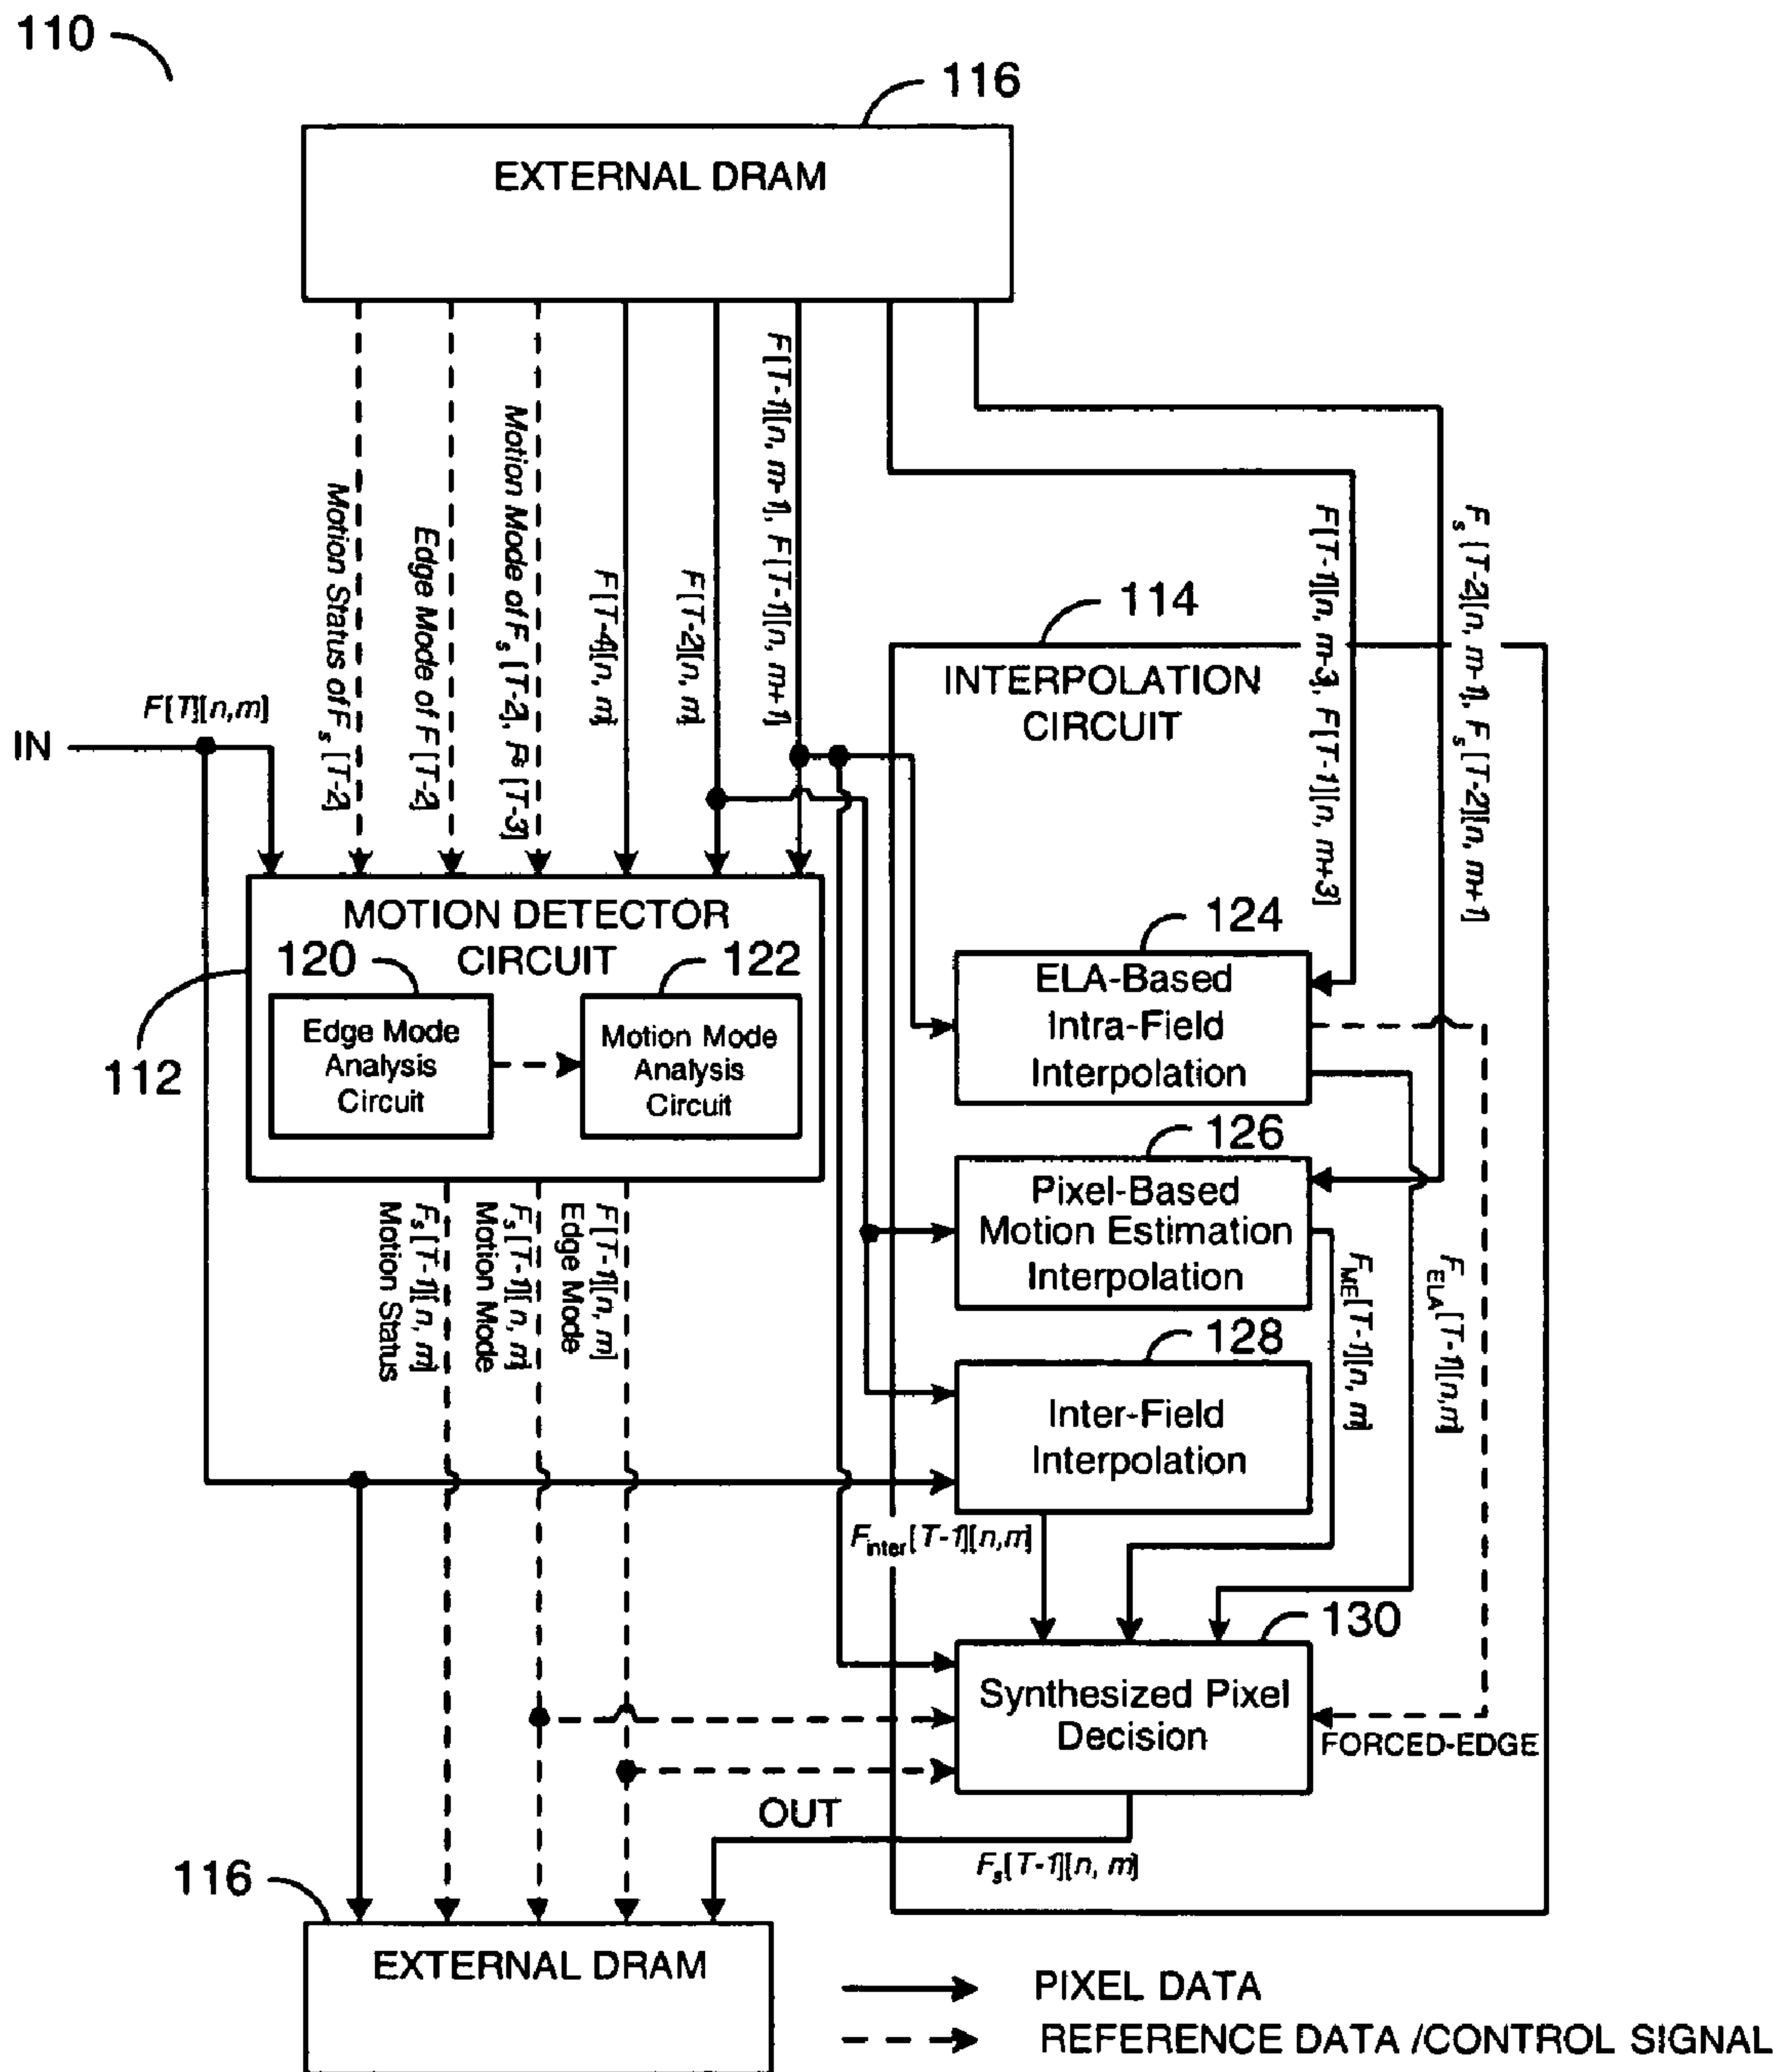 110
116
EXTERNAL DRAM
Motion Status of Fs [T-2]
Edge Mode of F [T-2]
Motion Mode of Fs [T-2], Fs [T-3]
F[T-4][n, m]
F[T-2][n, m]
F[T-1][n, m-1], F[T-1][n, m+1]
F[T-1][n, m-3, F[T-1][n, m+3]
Fs [T-2][n, m-1], Fs [T-2][n, m+1]
114
INTERPOLATION
CIRCUIT
F[T][n,m]
IN
MOTION DETECTOR
CIRCUIT
120
122
Edge Mode
Analysis
Circuit
Motion Mode
Analysis
Circuit
112
124
ELA-Based
Intra-Field
Interpolation
126
Pixel-Based
Motion Estimation
Interpolation
128
Inter-Field
Interpolation
Fs[T-1][n, m]
Motion Status
Fs[T-1][n, m]
Motion Mode
F[T-1][n, m]
Edge Mode
FME[T-1][n, m]
FELA[T-1][n,m]
Finter[T-1][n,m]
130
Synthesized Pixel
Decision
FORCED-EDGE
OUT
Fs[T-1][n, m]
116
EXTERNAL DRAM
PIXEL DATA
REFERENCE DATA /CONTROL SIGNAL